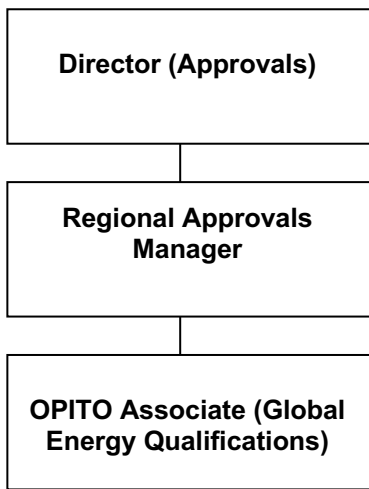 Director (Approvals)
Regional Approvals
Manager
OPITO Associate (Global
Energy Qualifications)